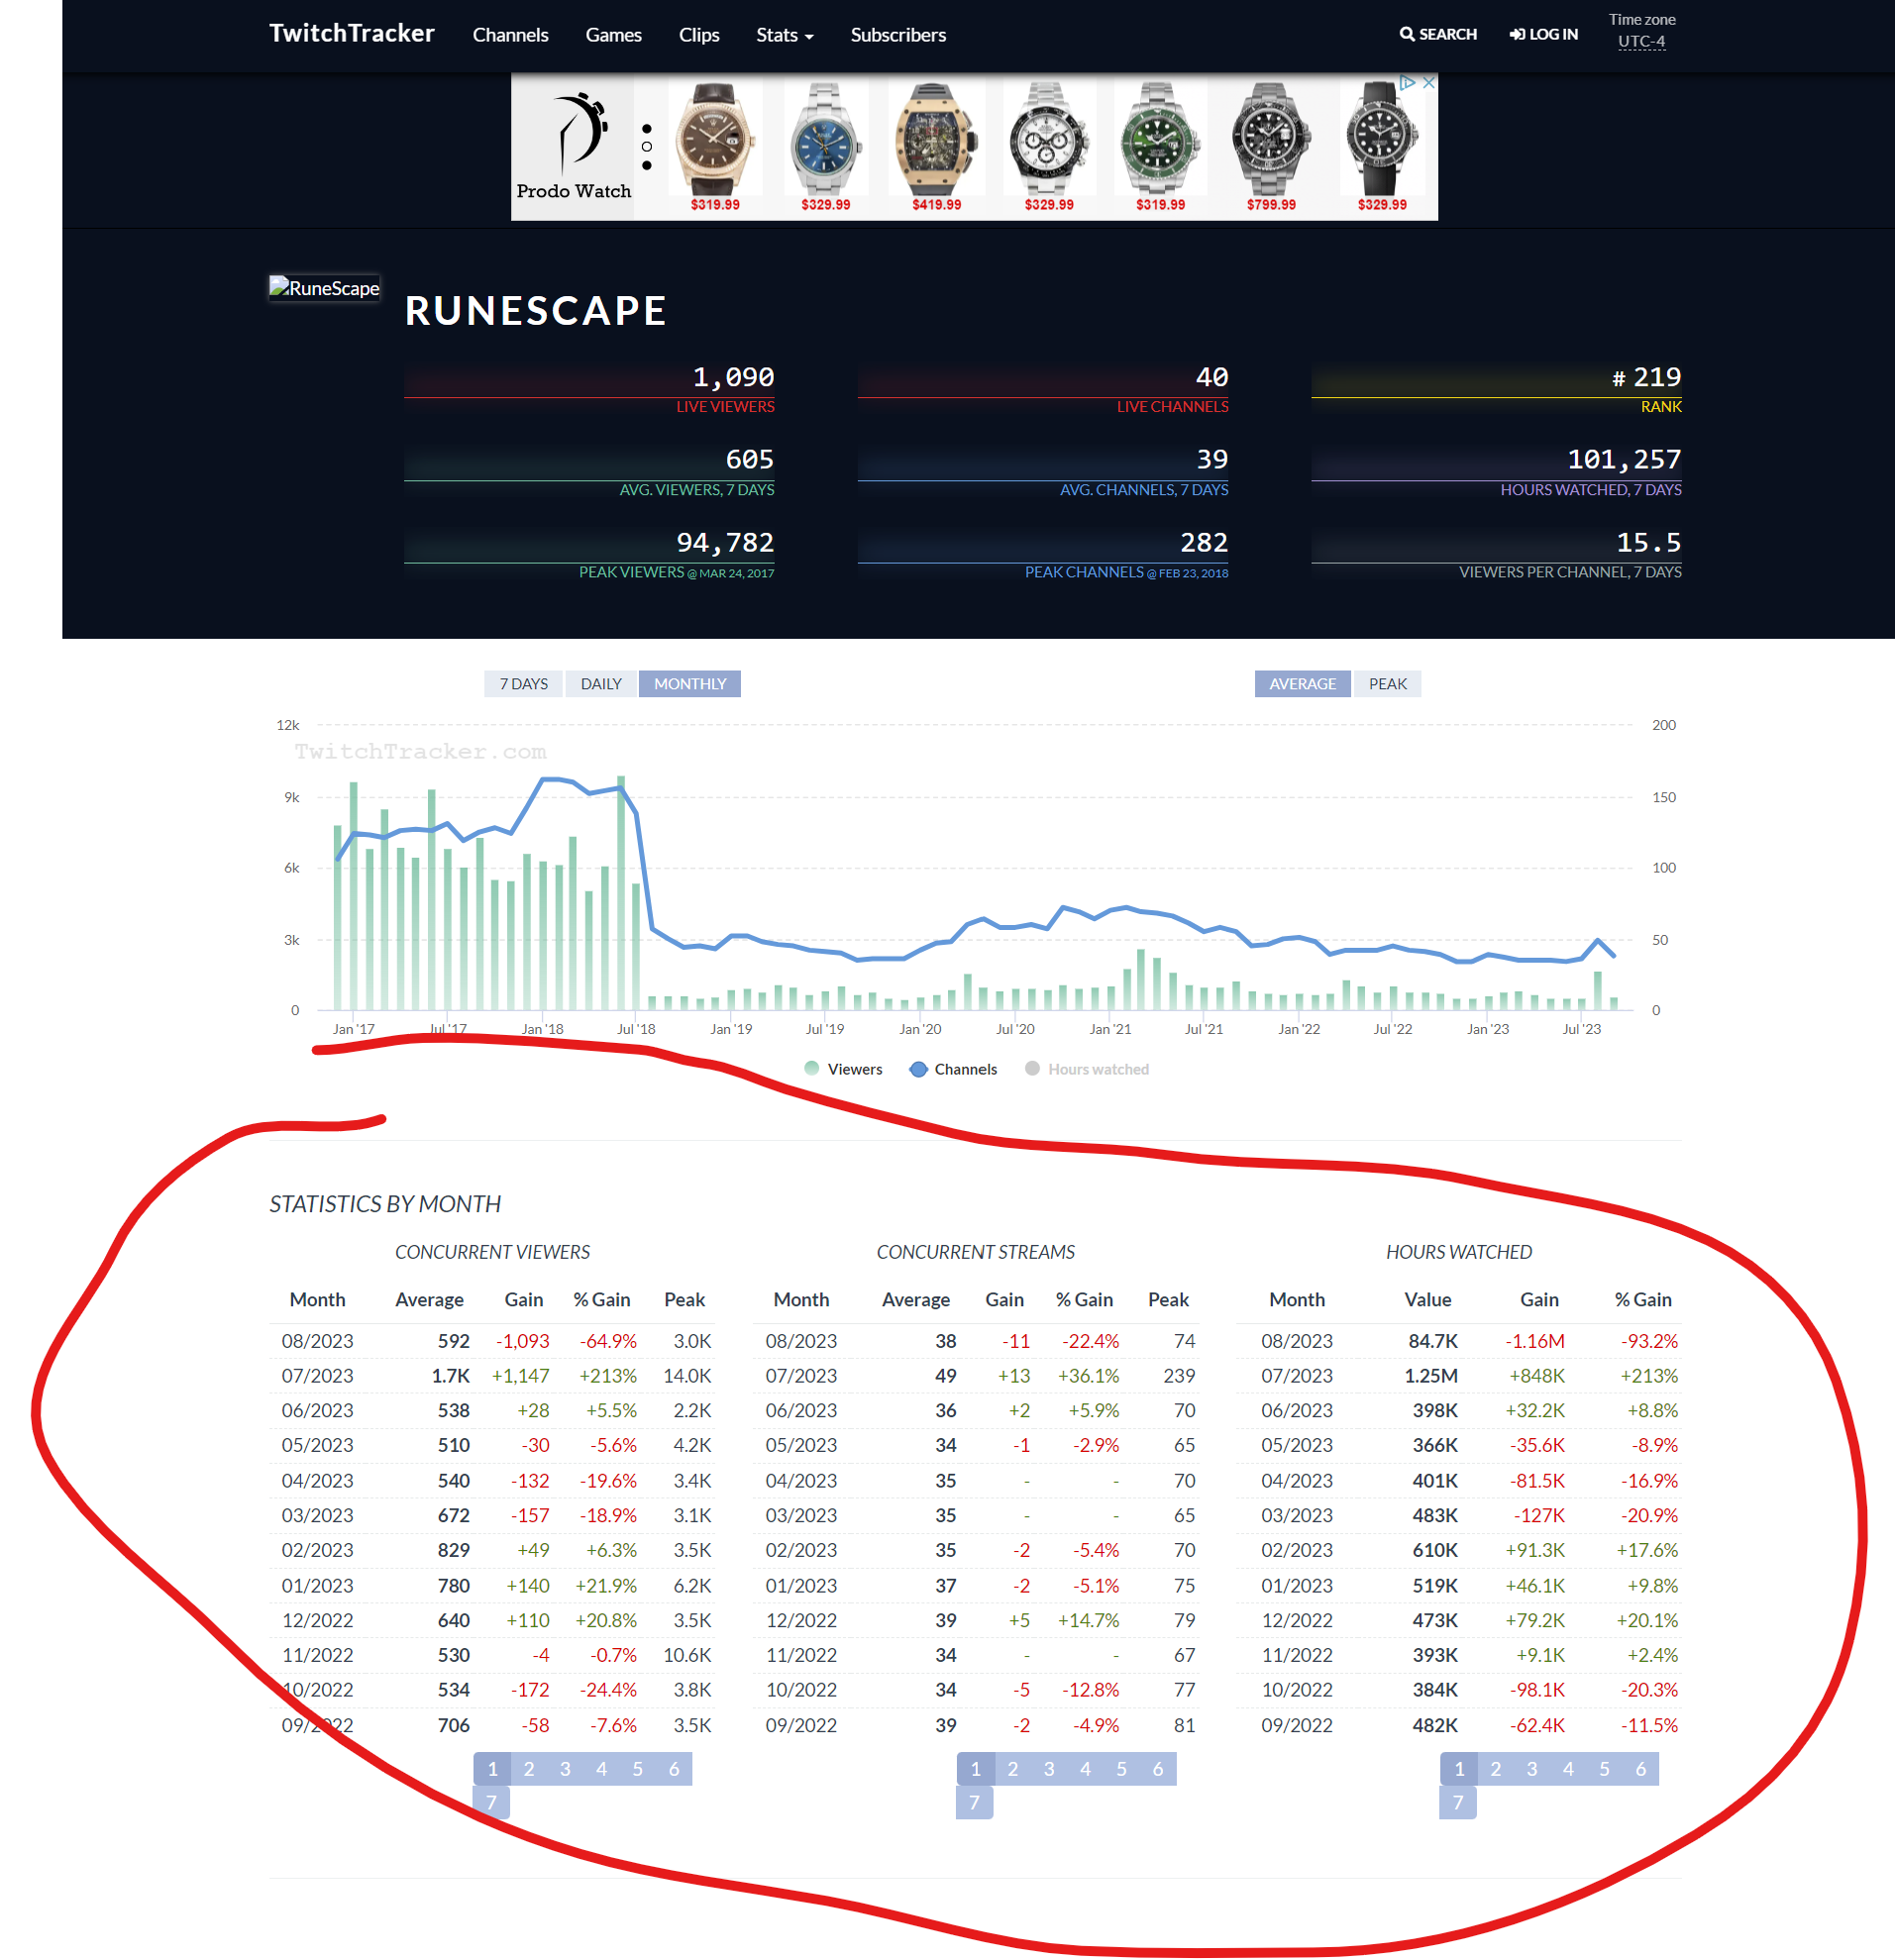 TwitchTracker Channels Games Clips Stats Subscribers SEARCH LOG IN Time zone
UTC-4
Prodo Watch
$319.99 $329.99 $419.99 $329.99 $319.99 $799.99 $329.99
RuneScape
RUNESCAPE
1,090 40 # 219
LIVE VIEWERS LIVE CHANNELS RANK
605 39 101,257
AVG. VIEWERS, 7 DAYS AVG. CHANNELS, 7 DAYS HOURS WATCHED, 7 DAYS
94,782 282 15.5
PEAK VIEWERS @ MAR 24, 2017 PEAK CHANNELS @ FEB 23, 2018 VIEWERS PER CHANNEL, 7 DAYS
7 DAYS DAILY MONTHLY AVERAGE PEAK
12k 200
TwitchTracker.com
9k 150
6k 100
3k 50
0 0
Jan '17 Jul '17 Jan '18 Jul '18 Jan '19 Jul '19 Jan '20 Jul '20 Jan '21 Jul '21 Jan '22 Jul '22 Jan '23 Jul '23
Viewers Channels Hours watched
STATISTICS BY MONTH
CONCURRENT VIEWERS CONCURRENT STREAMS HOURS WATCHED
Month Average Gain % Gain Peak Month Average Gain % Gain Peak Month Value Gain % Gain
08/2023 592 -1,093 -64.9% 3.0K 08/2023 38 -11 -22.4% 74 08/2023 84.7K -1.16M -93.2%
07/2023 1.7K +1,147 +213% 14.0K 07/2023 49 +13 +36.1% 239 07/2023 1.25M +848K +213%
06/2023 538 +28 +5.5% 2.2K 06/2023 36 +2 +5.9% 70 06/2023 398K +32.2K +8.8%
05/2023 510 -30 -5.6% 4.2K 05/2023 34 -1 -2.9% 65 05/2023 366K -35.6K -8.9%
04/2023 540 -132 -19.6% 3.4K 04/2023 35 - - 70 04/2023 401K -81.5K -16.9%
03/2023 672 -157 -18.9% 3.1K 03/2023 35 - - 65 03/2023 483K -127K -20.9%
02/2023 829 +49 +6.3% 3.5K 02/2023 35 -2 -5.4% 70 02/2023 610K +91.3K +17.6%
01/2023 780 +140 +21.9% 6.2K 01/2023 37 -2 -5.1% 75 01/2023 519K +46.1K +9.8%
12/2022 640 +110 +20.8% 3.5K 12/2022 39 +5 +14.7% 79 12/2022 473K +79.2K +20.1%
11/2022 530 -4 -0.7% 10.6K 11/2022 34 - - 67 11/2022 393K +9.1K +2.4%
10/2022 534 -172 -24.4% 3.8K 10/2022 34 -5 -12.8% 77 10/2022 384K -98.1K -20.3%
09/2022 706 -58 -7.6% 3.5K 09/2022 39 -2 -4.9% 81 09/2022 482K -62.4K -11.5%
1 2 3 4 5 6 1 2 3 4 5 6 1 2 3 4 5 6
7 7 7